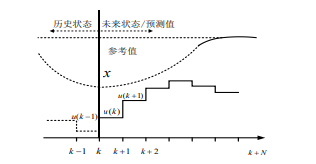 历史状态 未来状态/预测值
参考值
x
u(k+1)
u(k−1) u(k)
k−1 k k+1 k+2 k+N